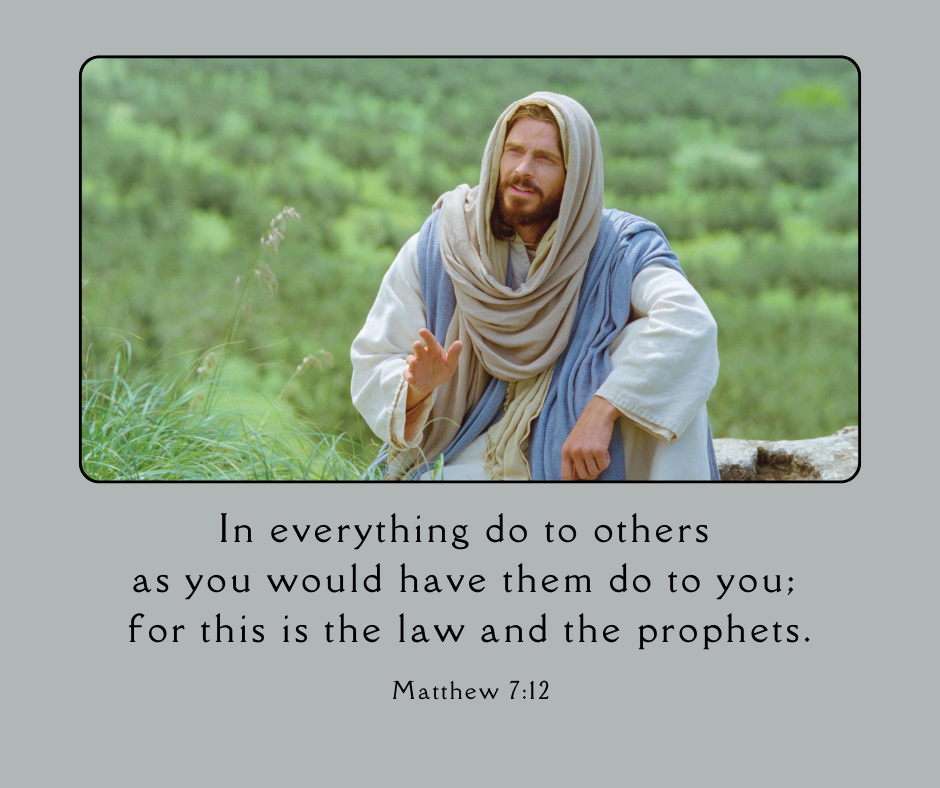 In everything do to others
as you would have them do to you;
for this is the law and the prophets.
Matthew 7:12